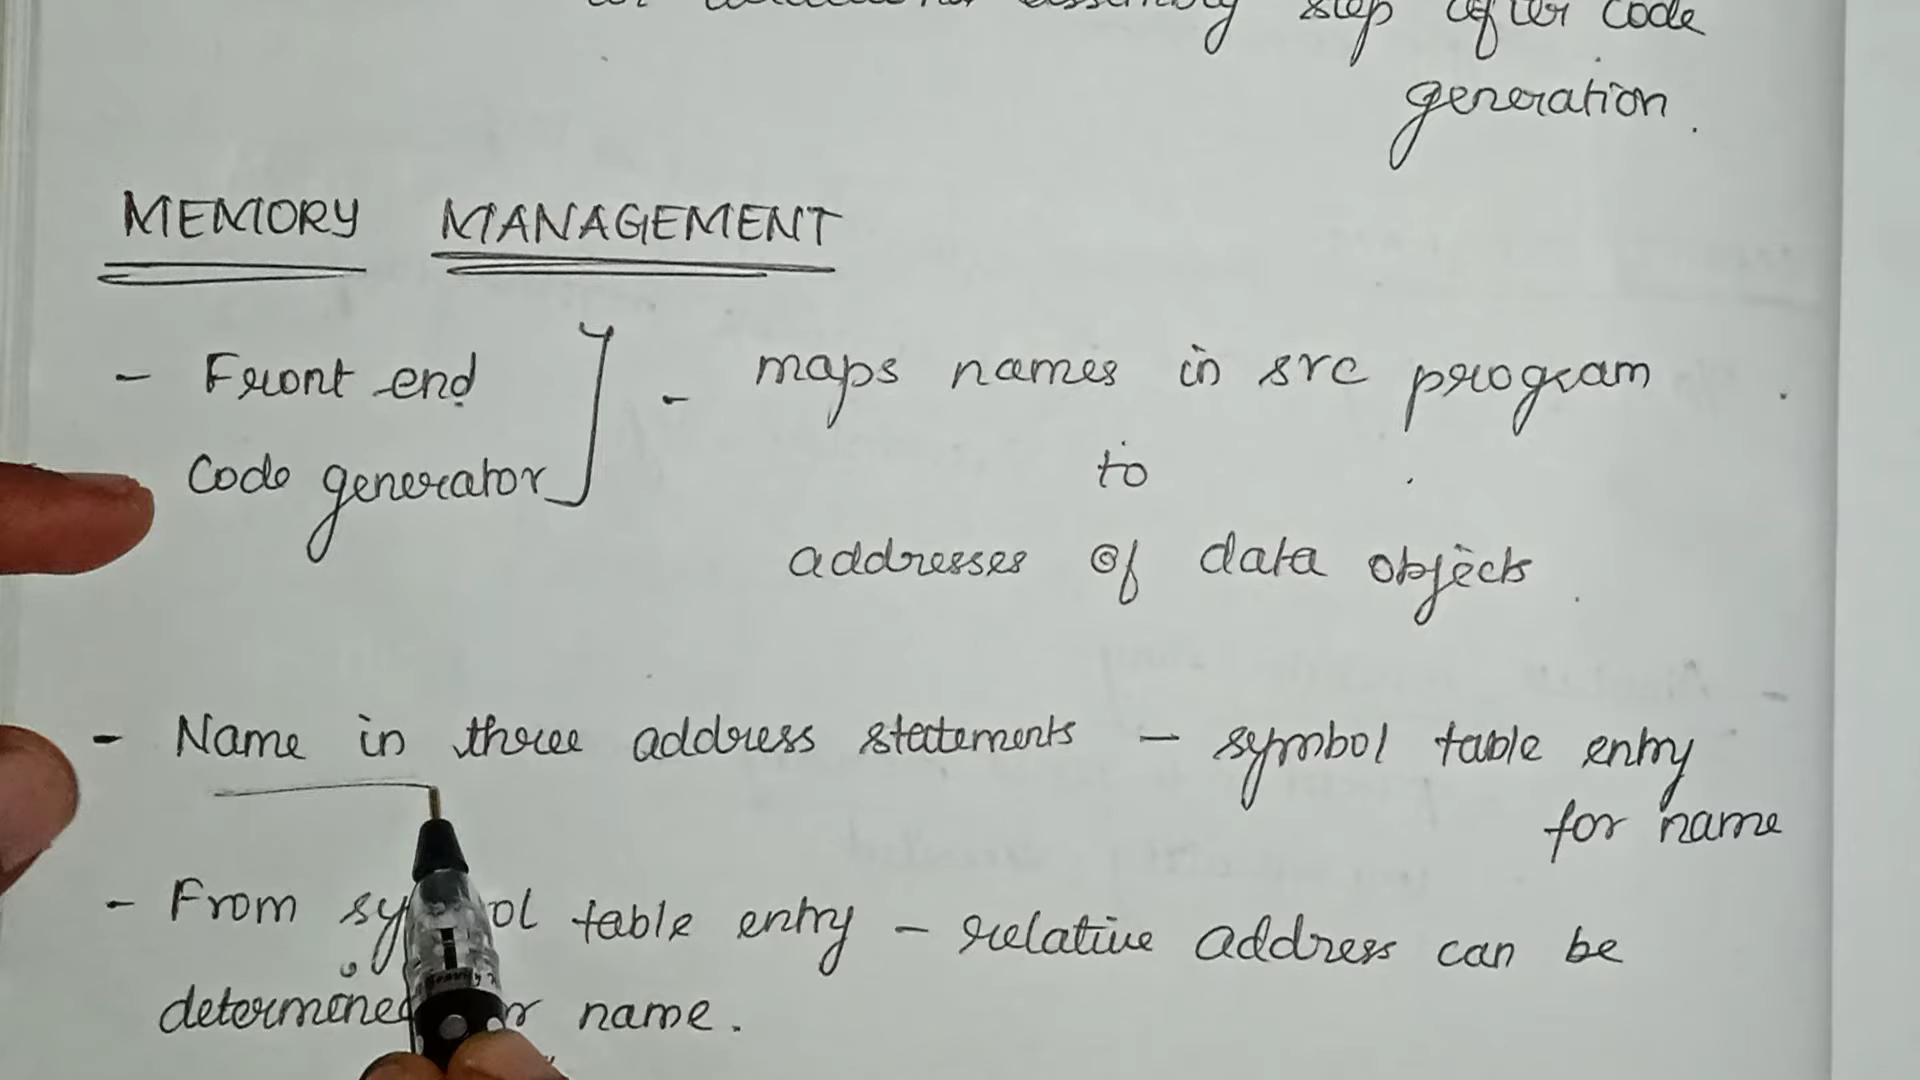 step after code
generation.
MEMORY MANAGEMENT
- Front end
Code generator
- maps names in src program
to
addresses of data objects.
- Name in three address statements - symbol table entry
for name
- From table entry - relative address can be
name.